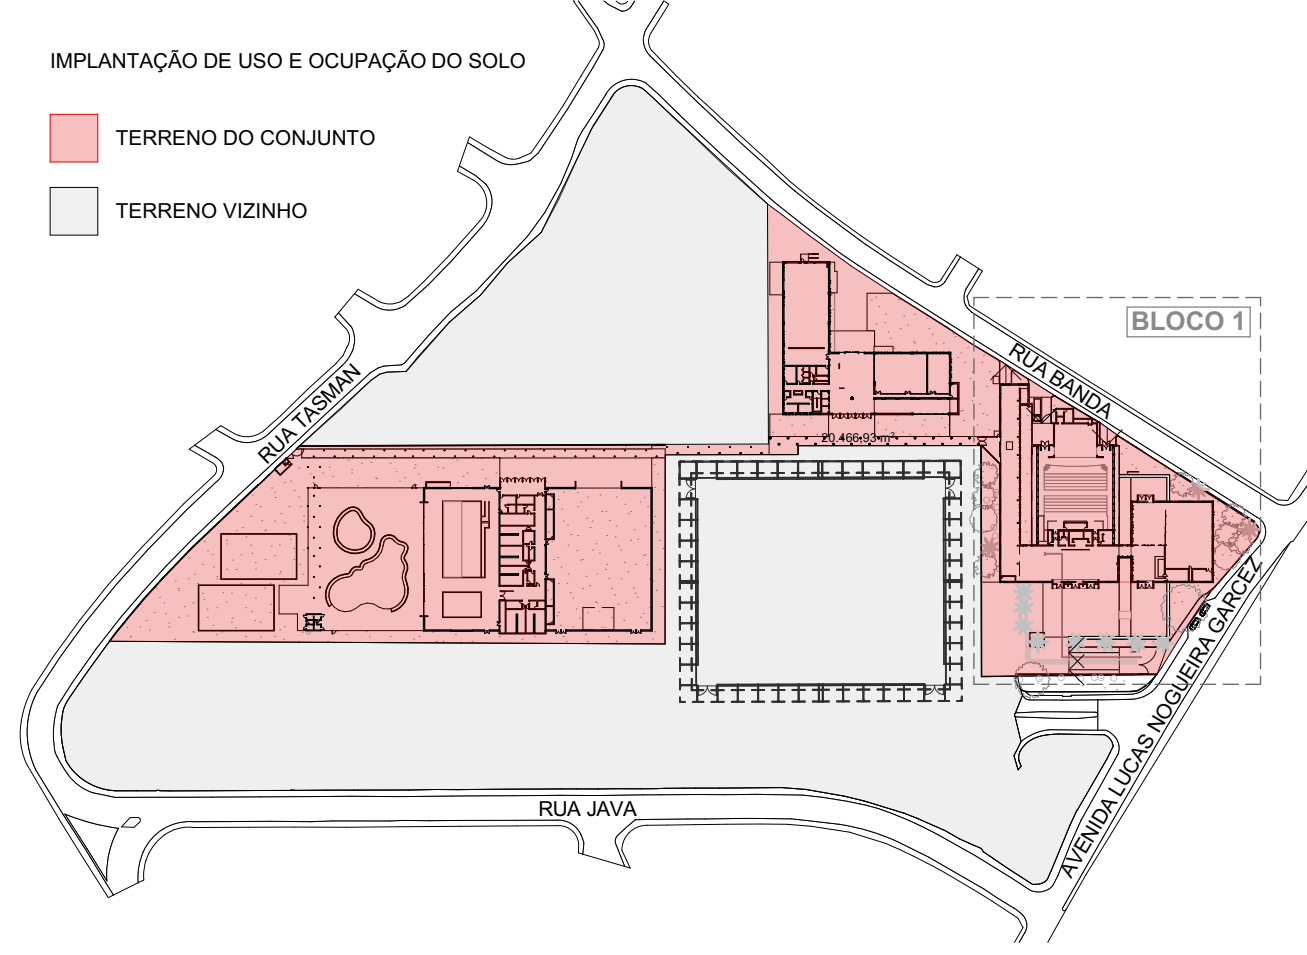 IMPLANTAÇÃO DE USO E OCUPAÇÃO DO SOLO
TERRENO DO CONJUNTO
TERRENO VIZINHO
BLOCO 1
RUA BANDA
RUA TASMAN
20.466,93 m²
AVENIDA LUCAS NOGUEIRA GARCEZ
RUA JAVA